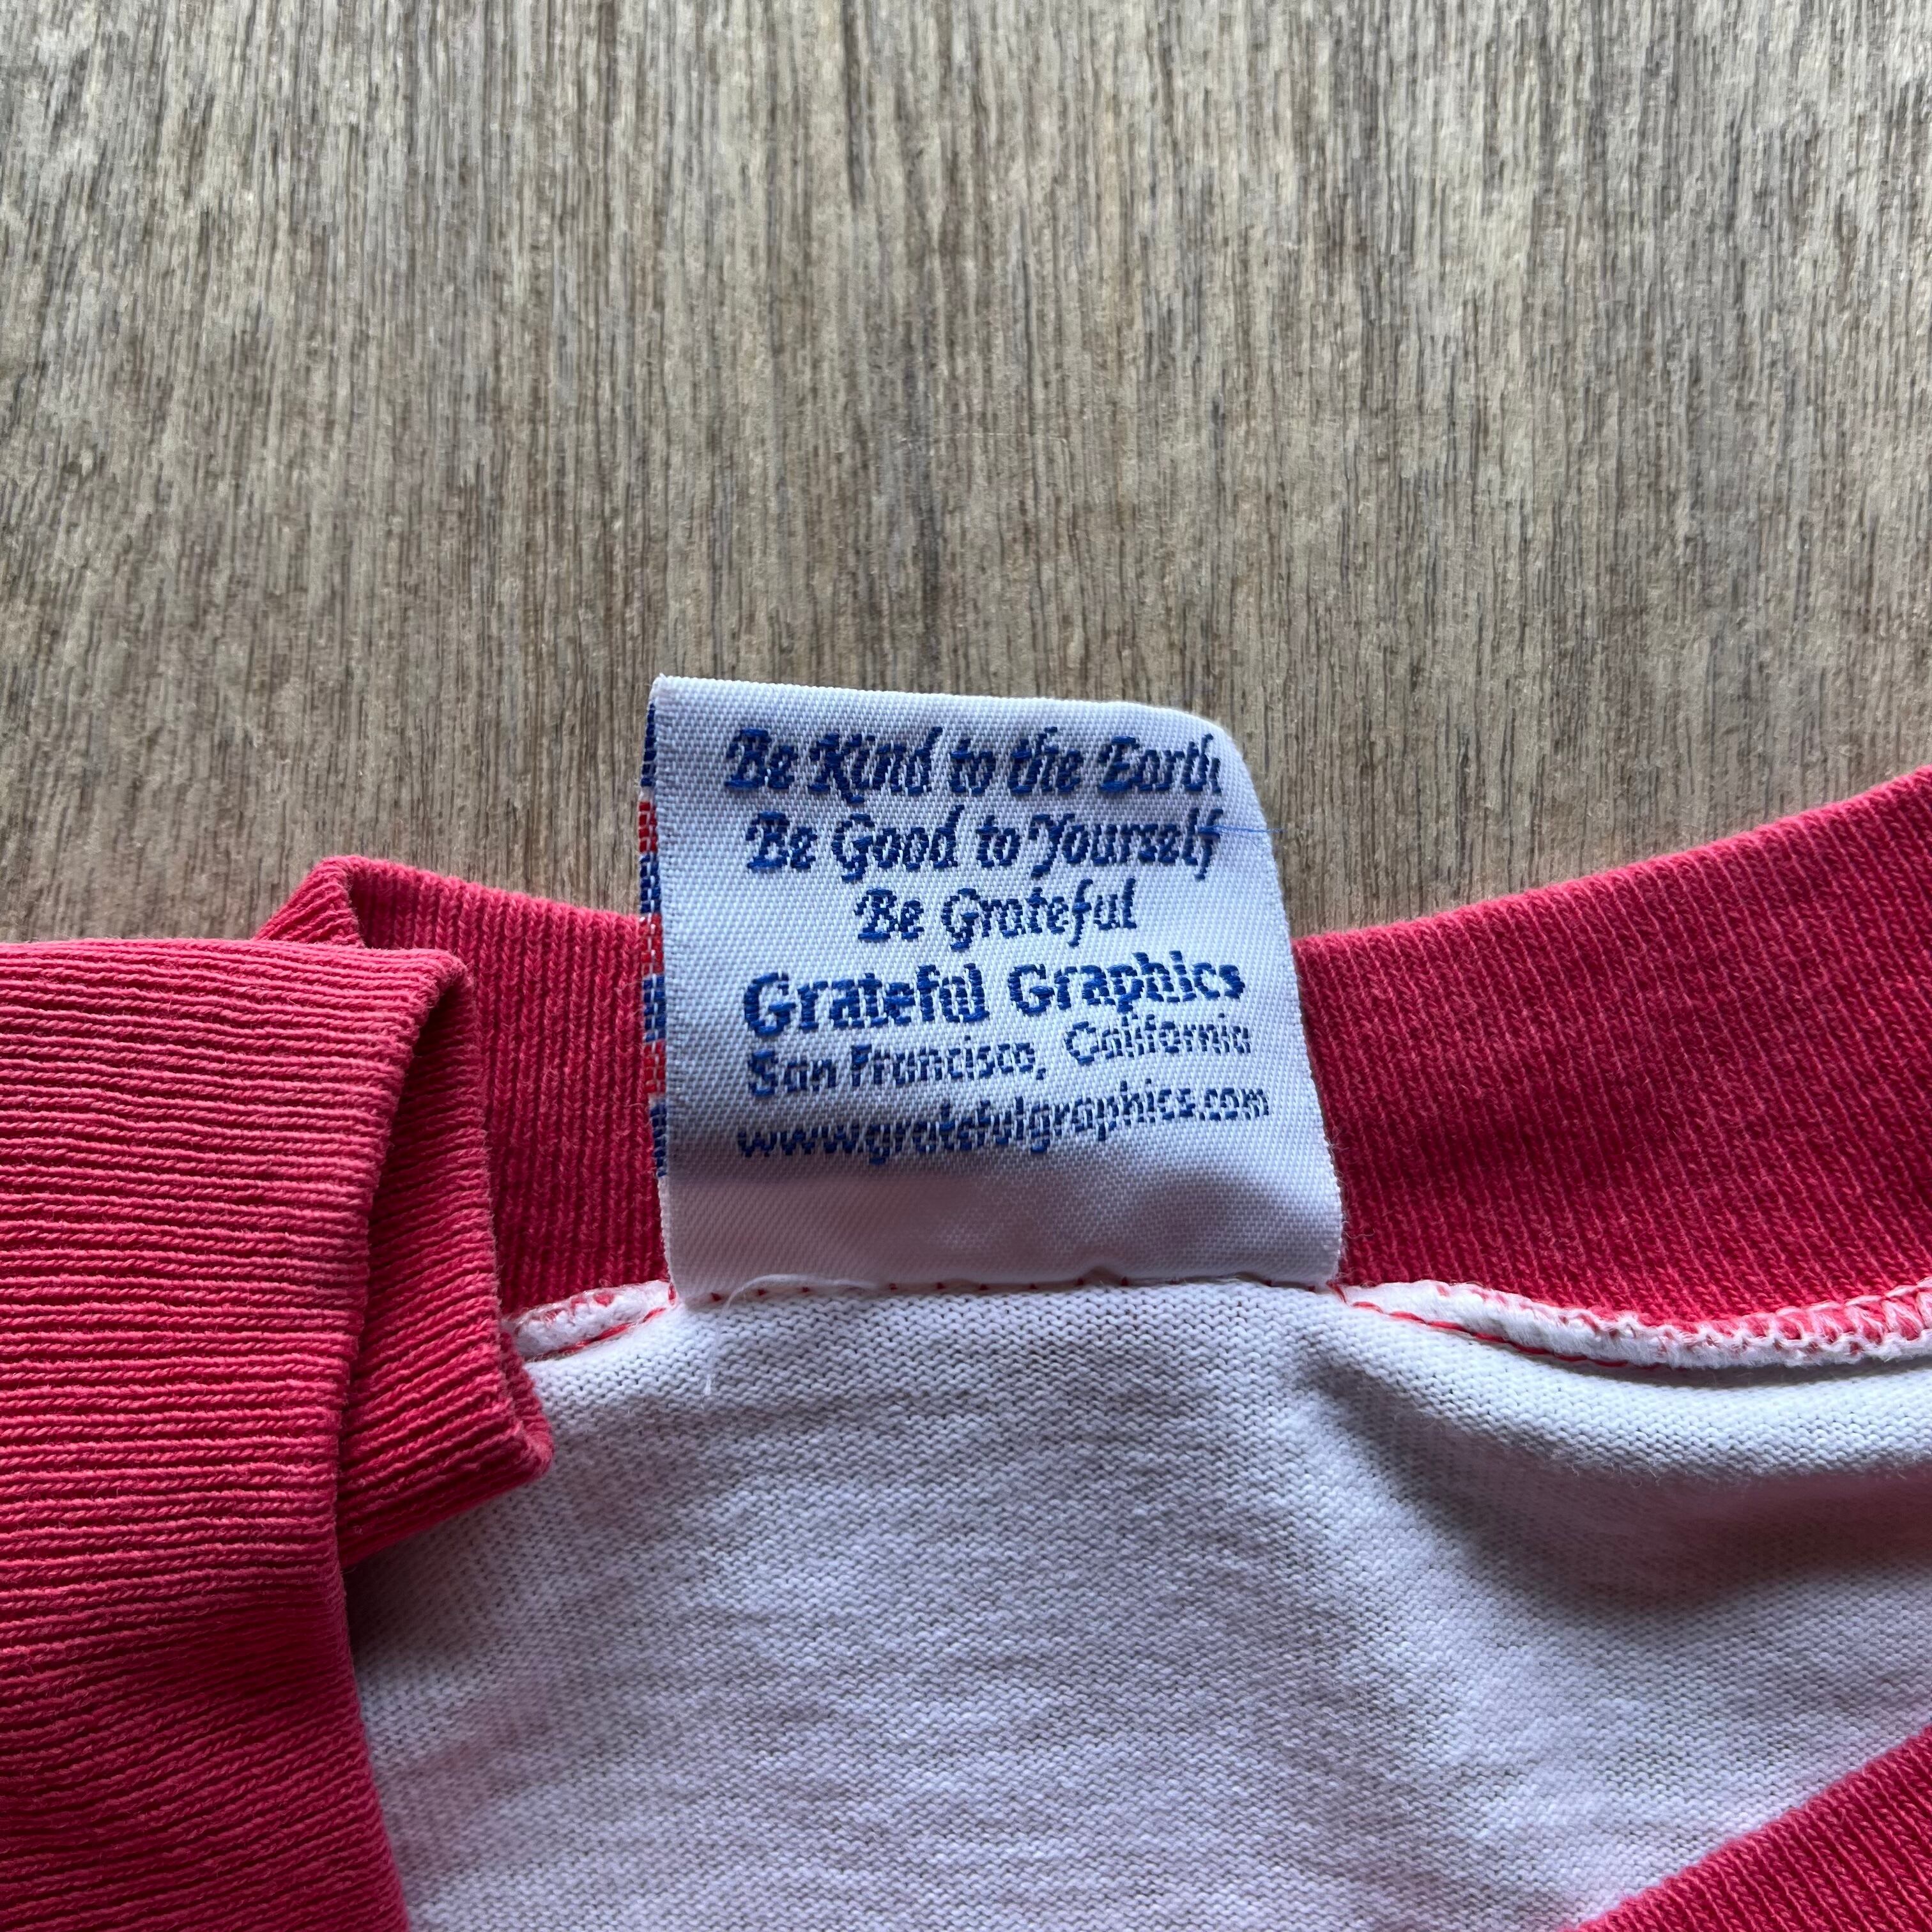 Be Kind to the Earth
Be Good to Yourself
Be Grateful
Grateful Graphics
San Francisco, California
www.gratefulgraphics.com